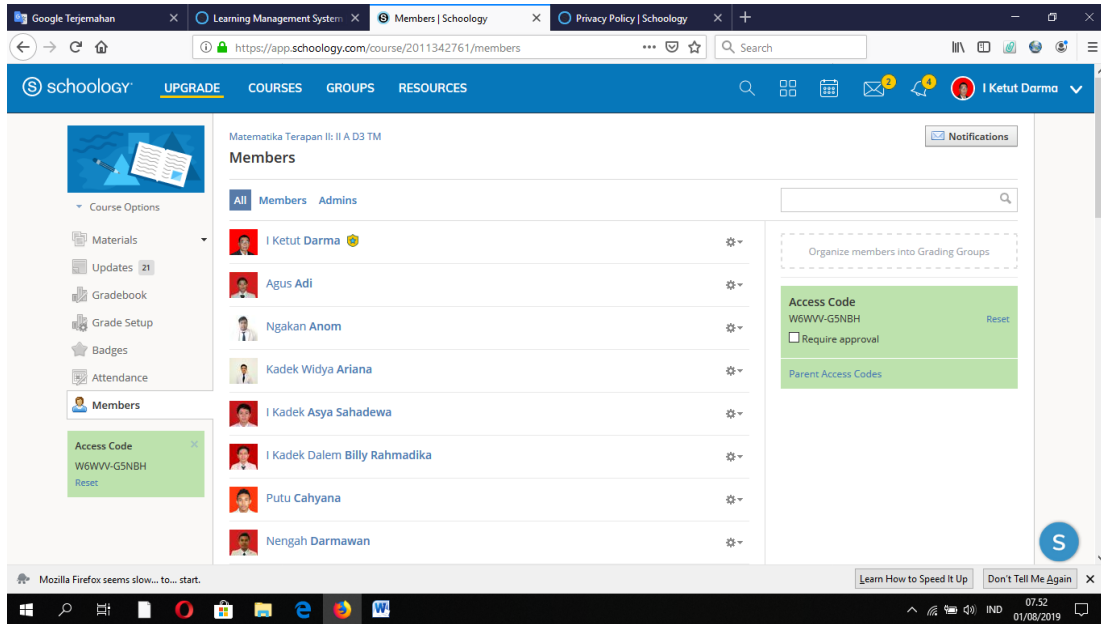 Google Terjemahan
Learning Management System
Members | Schoology
Privacy Policy | Schoology
https://app.schoology.com/course/2011342761/members
Search
S schoology
UPGRADE
COURSES
GROUPS
RESOURCES
2
4
I Ketut Darma
Course Options
Materials
Updates 21
Gradebook
Grade Setup
Badges
Attendance
Members
Access Code
W6WVV-G5NBH
Reset
Matematika Terapan II: II A D3 TM
Members
Notifications
All Members Admins
I Ketut Darma
Agus Adi
Ngakan Anom
Kadek Widya Ariana
I Kadek Asya Sahadewa
I Kadek Dalem Billy Rahmadika
Putu Cahyana
Nengah Darmawan
Organize members into Grading Groups
Access Code
W6WVV-G5NBH
Reset
Require approval
Parent Access Codes
S
Mozilla Firefox seems slow... to... start.
Learn How to Speed It Up
Don't Tell Me Again
IND
07.52
01/08/2019